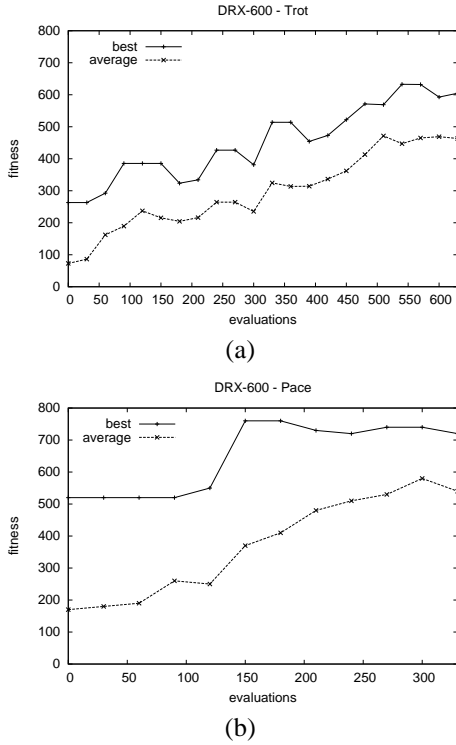 DRX-600 - Trot
best
average
fitness
800
700
600
500
400
300
200
100
0
0 50 100 150 200 250 300 350 400 450 500 550 600
evaluations
(a)
DRX-600 - Pace
best
average
fitness
800
700
600
500
400
300
200
100
0
0 50 100 150 200 250 300
evaluations
(b)